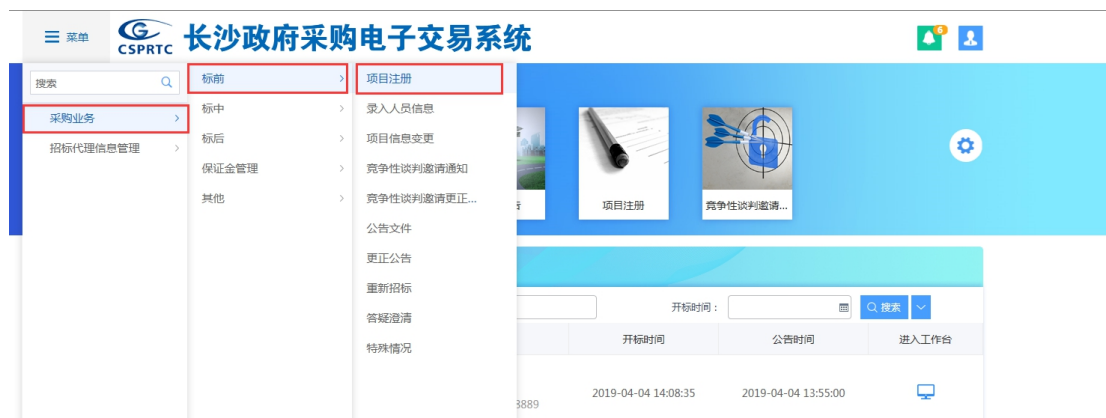 菜单
CSPRTC
长沙政府采购电子交易系统
6
搜索
采购业务
招标代理信息管理
标前
标中
标后
保证金管理
其他
项目注册
录入人员信息
项目信息变更
竞争性谈判邀请通知
竞争性谈判邀请更正...
公告文件
更正公告
重新招标
答疑澄清
特殊情况
项目注册
竞争性谈判邀请...
开标时间：
搜索
开标时间
公告时间
进入工作台
3889
2019-04-04 14:08:35
2019-04-04 13:55:00